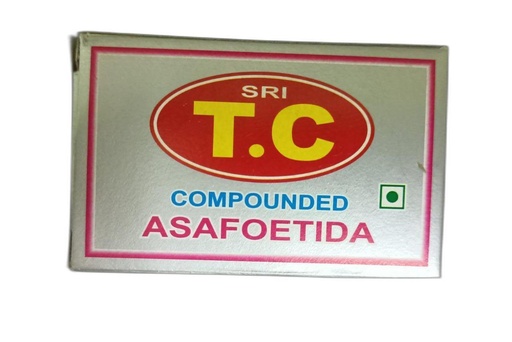 SRI
T.C
COMPOUNDED
ASAFOETIDA